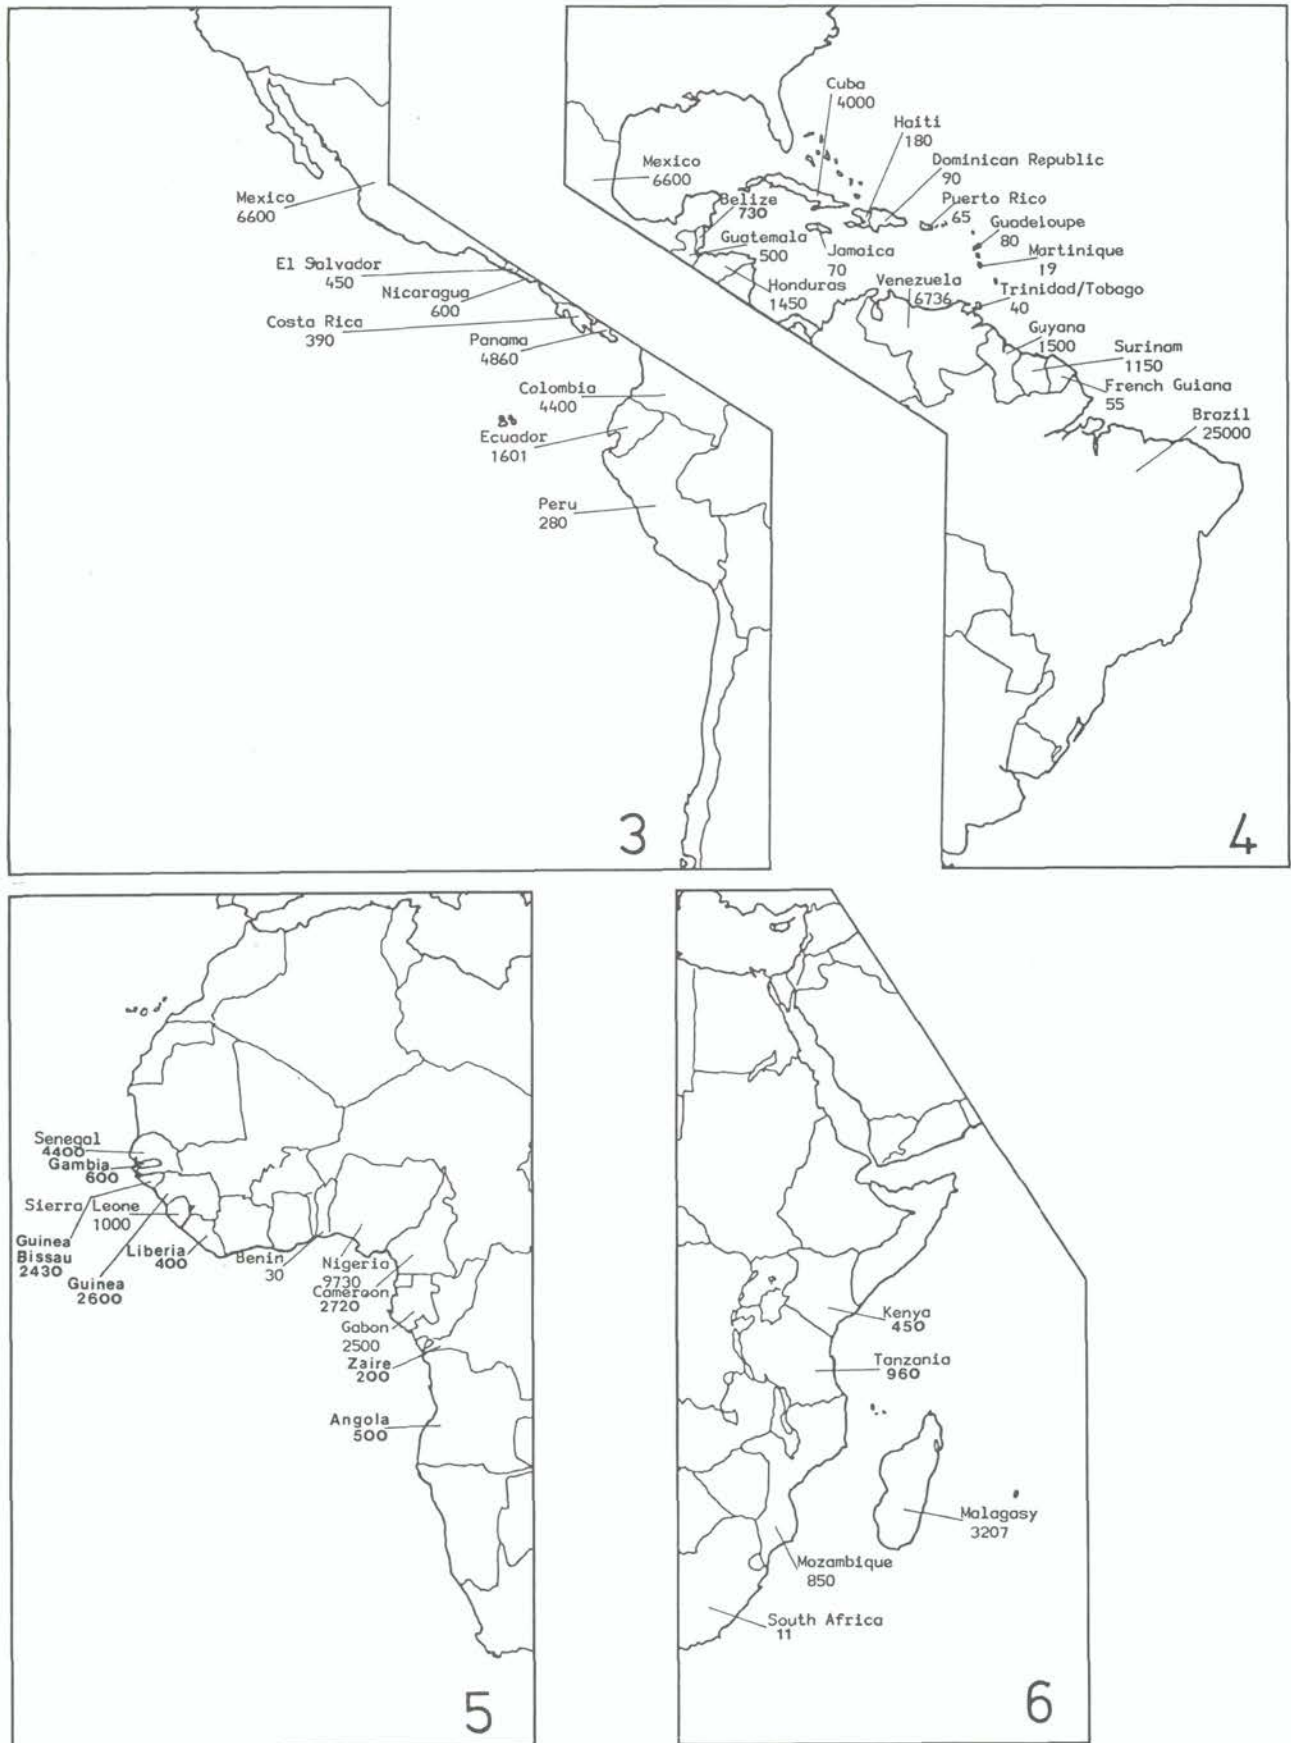 Mexico
6600
El Salvador
450
Nicaragua
600
Costa Rica
390
Panama
4860
Colombia
4400
Ecuador
1601
Peru
280
3
Cuba
4000
Haiti
180
Dominican Republic
90
Mexico
6600
Belize
730
Puerto Rico
65
Guatemala
500
Jamaica
70
Guadeloupe
80
Martinique
19
Honduras
1450
Venezuela
6736
Trinidad/Tobago
40
Guyana
1500
Surinam
1150
French Guiana
55
Brazil
25000
4
Senegal
4400
Gambia
600
Sierra Leone
1000
Guinea
Bissau
2430
Guinea
2600
Liberia
400
Benin
30
Nigeria
9730
Cameroon
2720
Gabon
2500
Zaire
200
Angola
500
5
Kenya
450
Tanzania
960
Malagasy
3207
Mozambique
850
South Africa
11
6